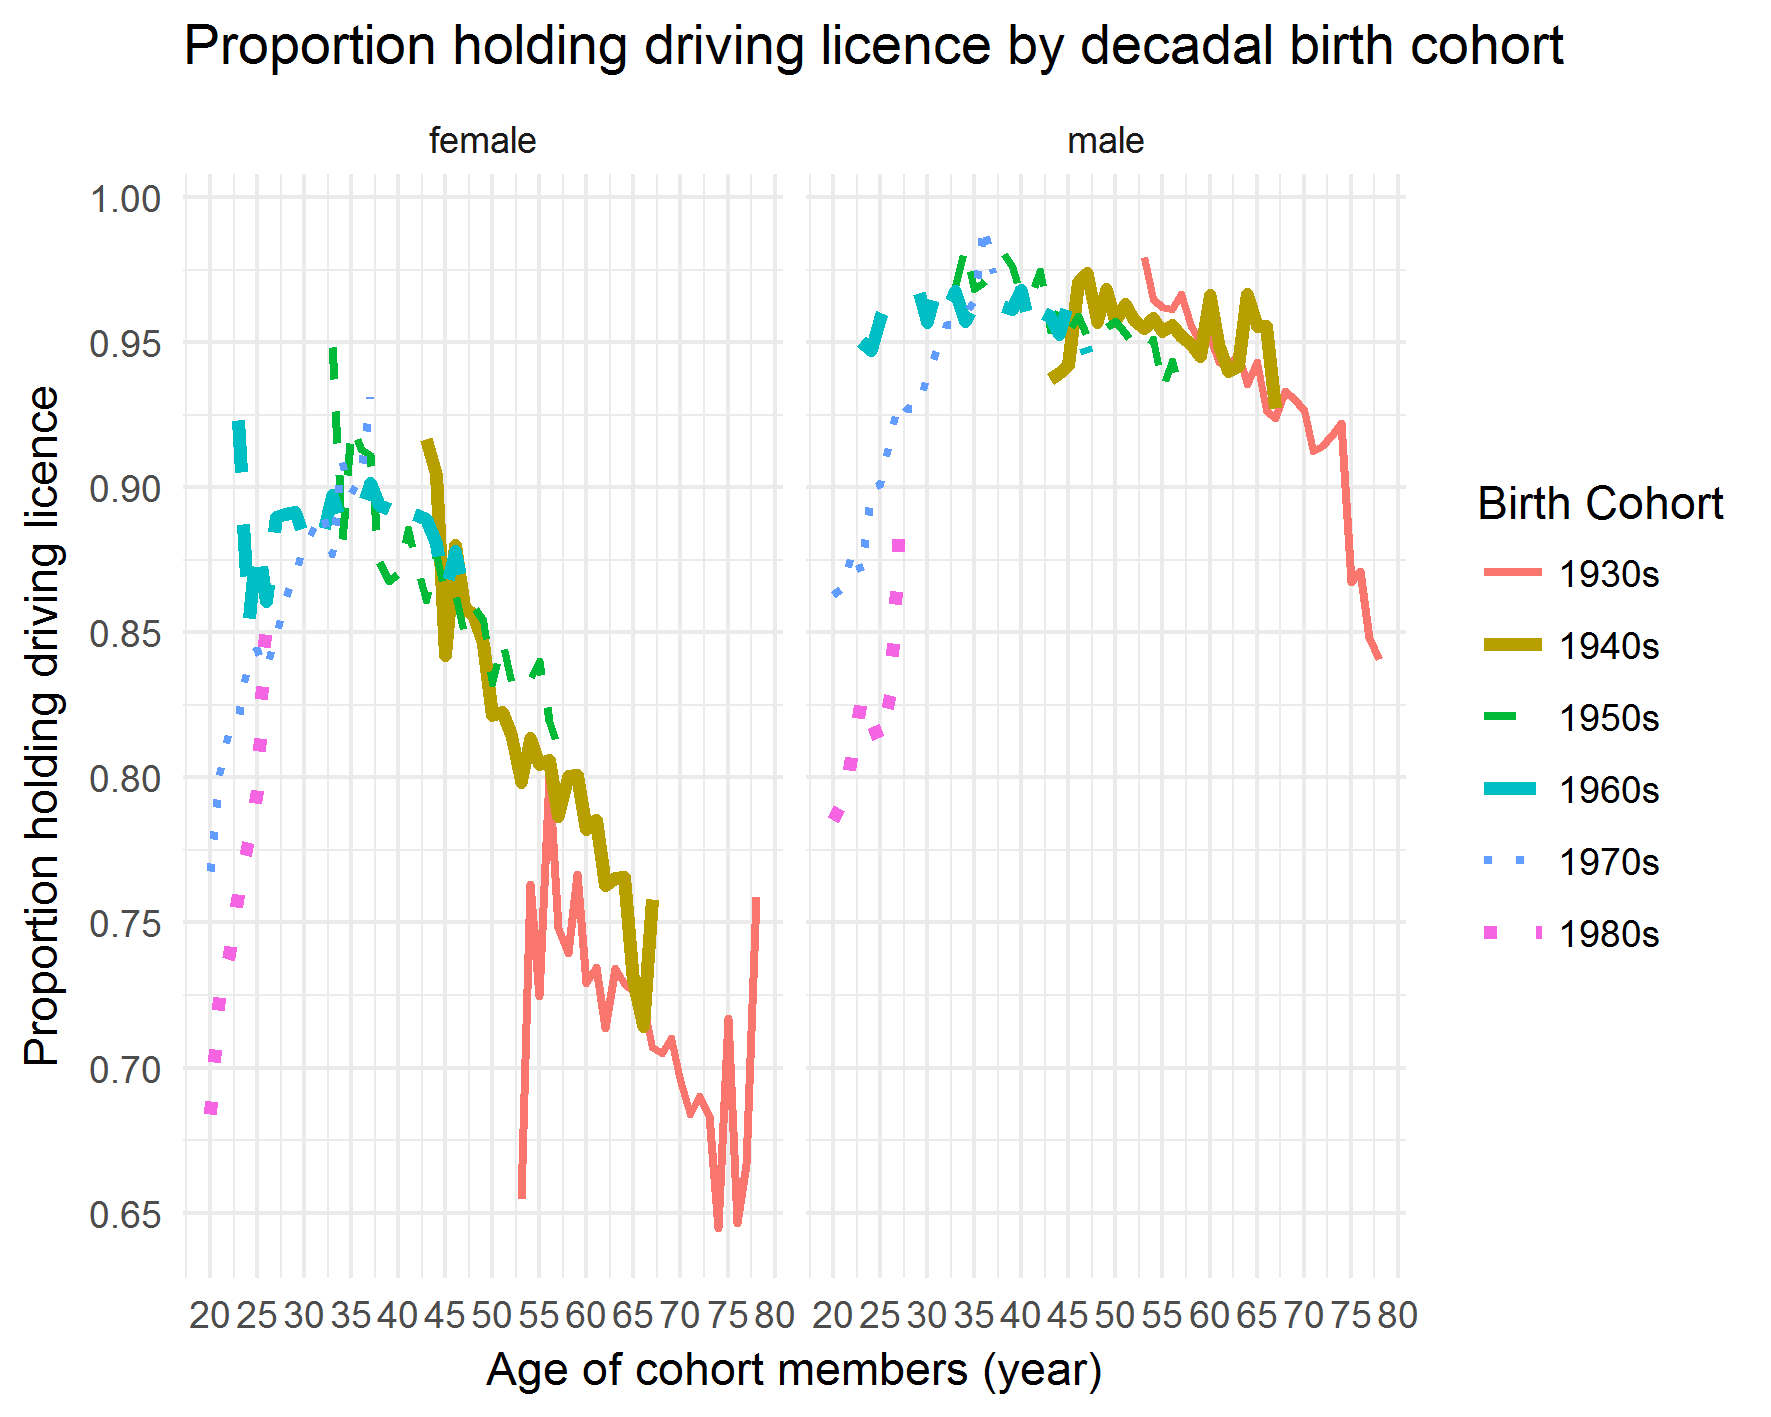 Proportion holding driving licence by decadal birth cohort
female
male
Proportion holding driving licence
1.00
0.95
0.90
0.85
0.80
0.75
0.70
0.65
20 25 30 35 40 45 50 55 60 65 70 75 80
20 25 30 35 40 45 50 55 60 65 70 75 80
Age of cohort members (year)
Birth Cohort
1930s
1940s
1950s
1960s
1970s
1980s